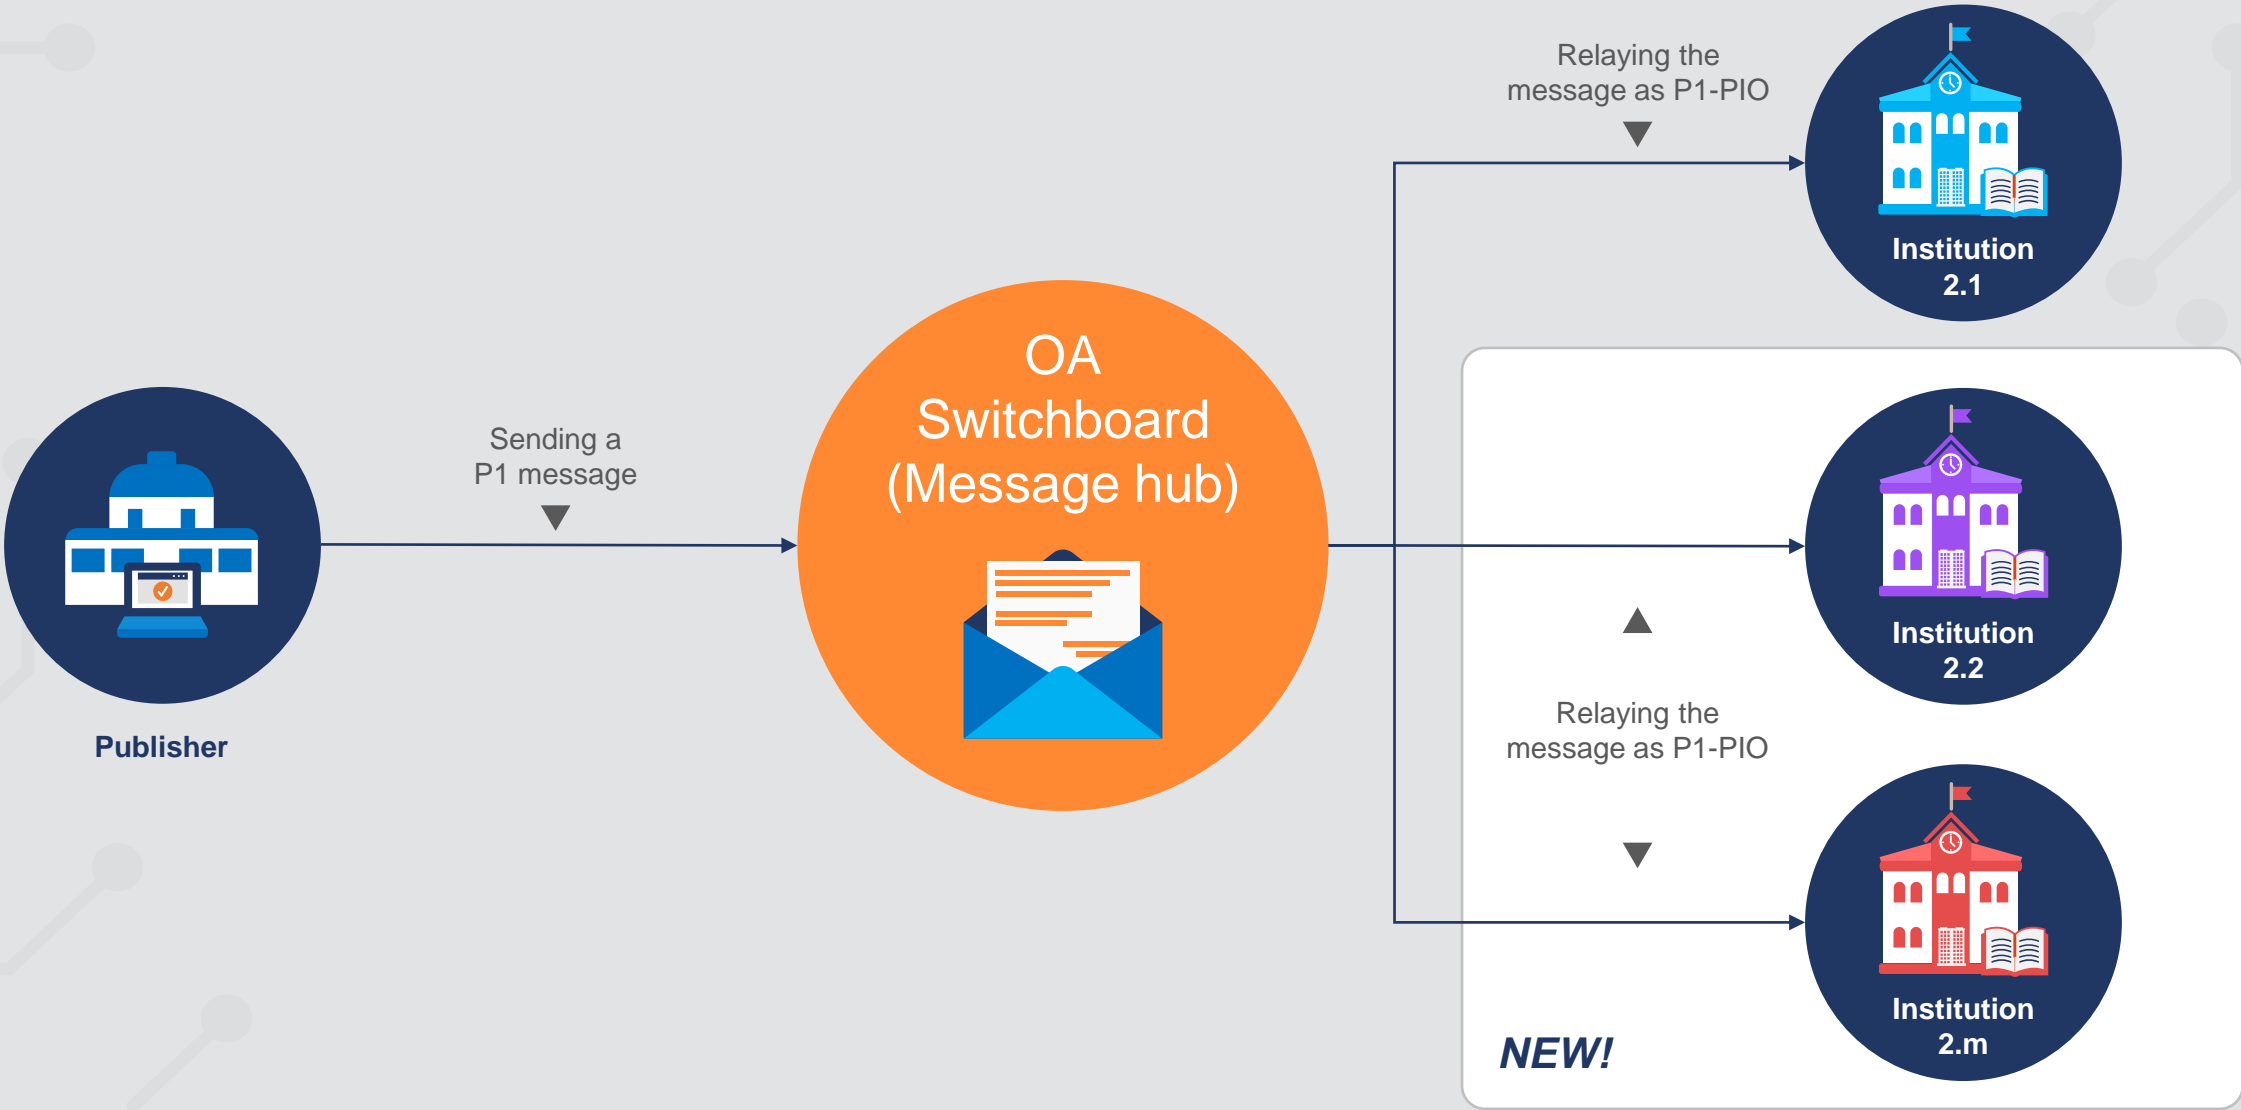 Relaying the
message as P1-PIO
Institution
2.1
OA
Switchboard
(Message hub)
Sending a
P1 message
Publisher
Institution
2.2
Relaying the
message as P1-PIO
Institution
2.m
NEW!